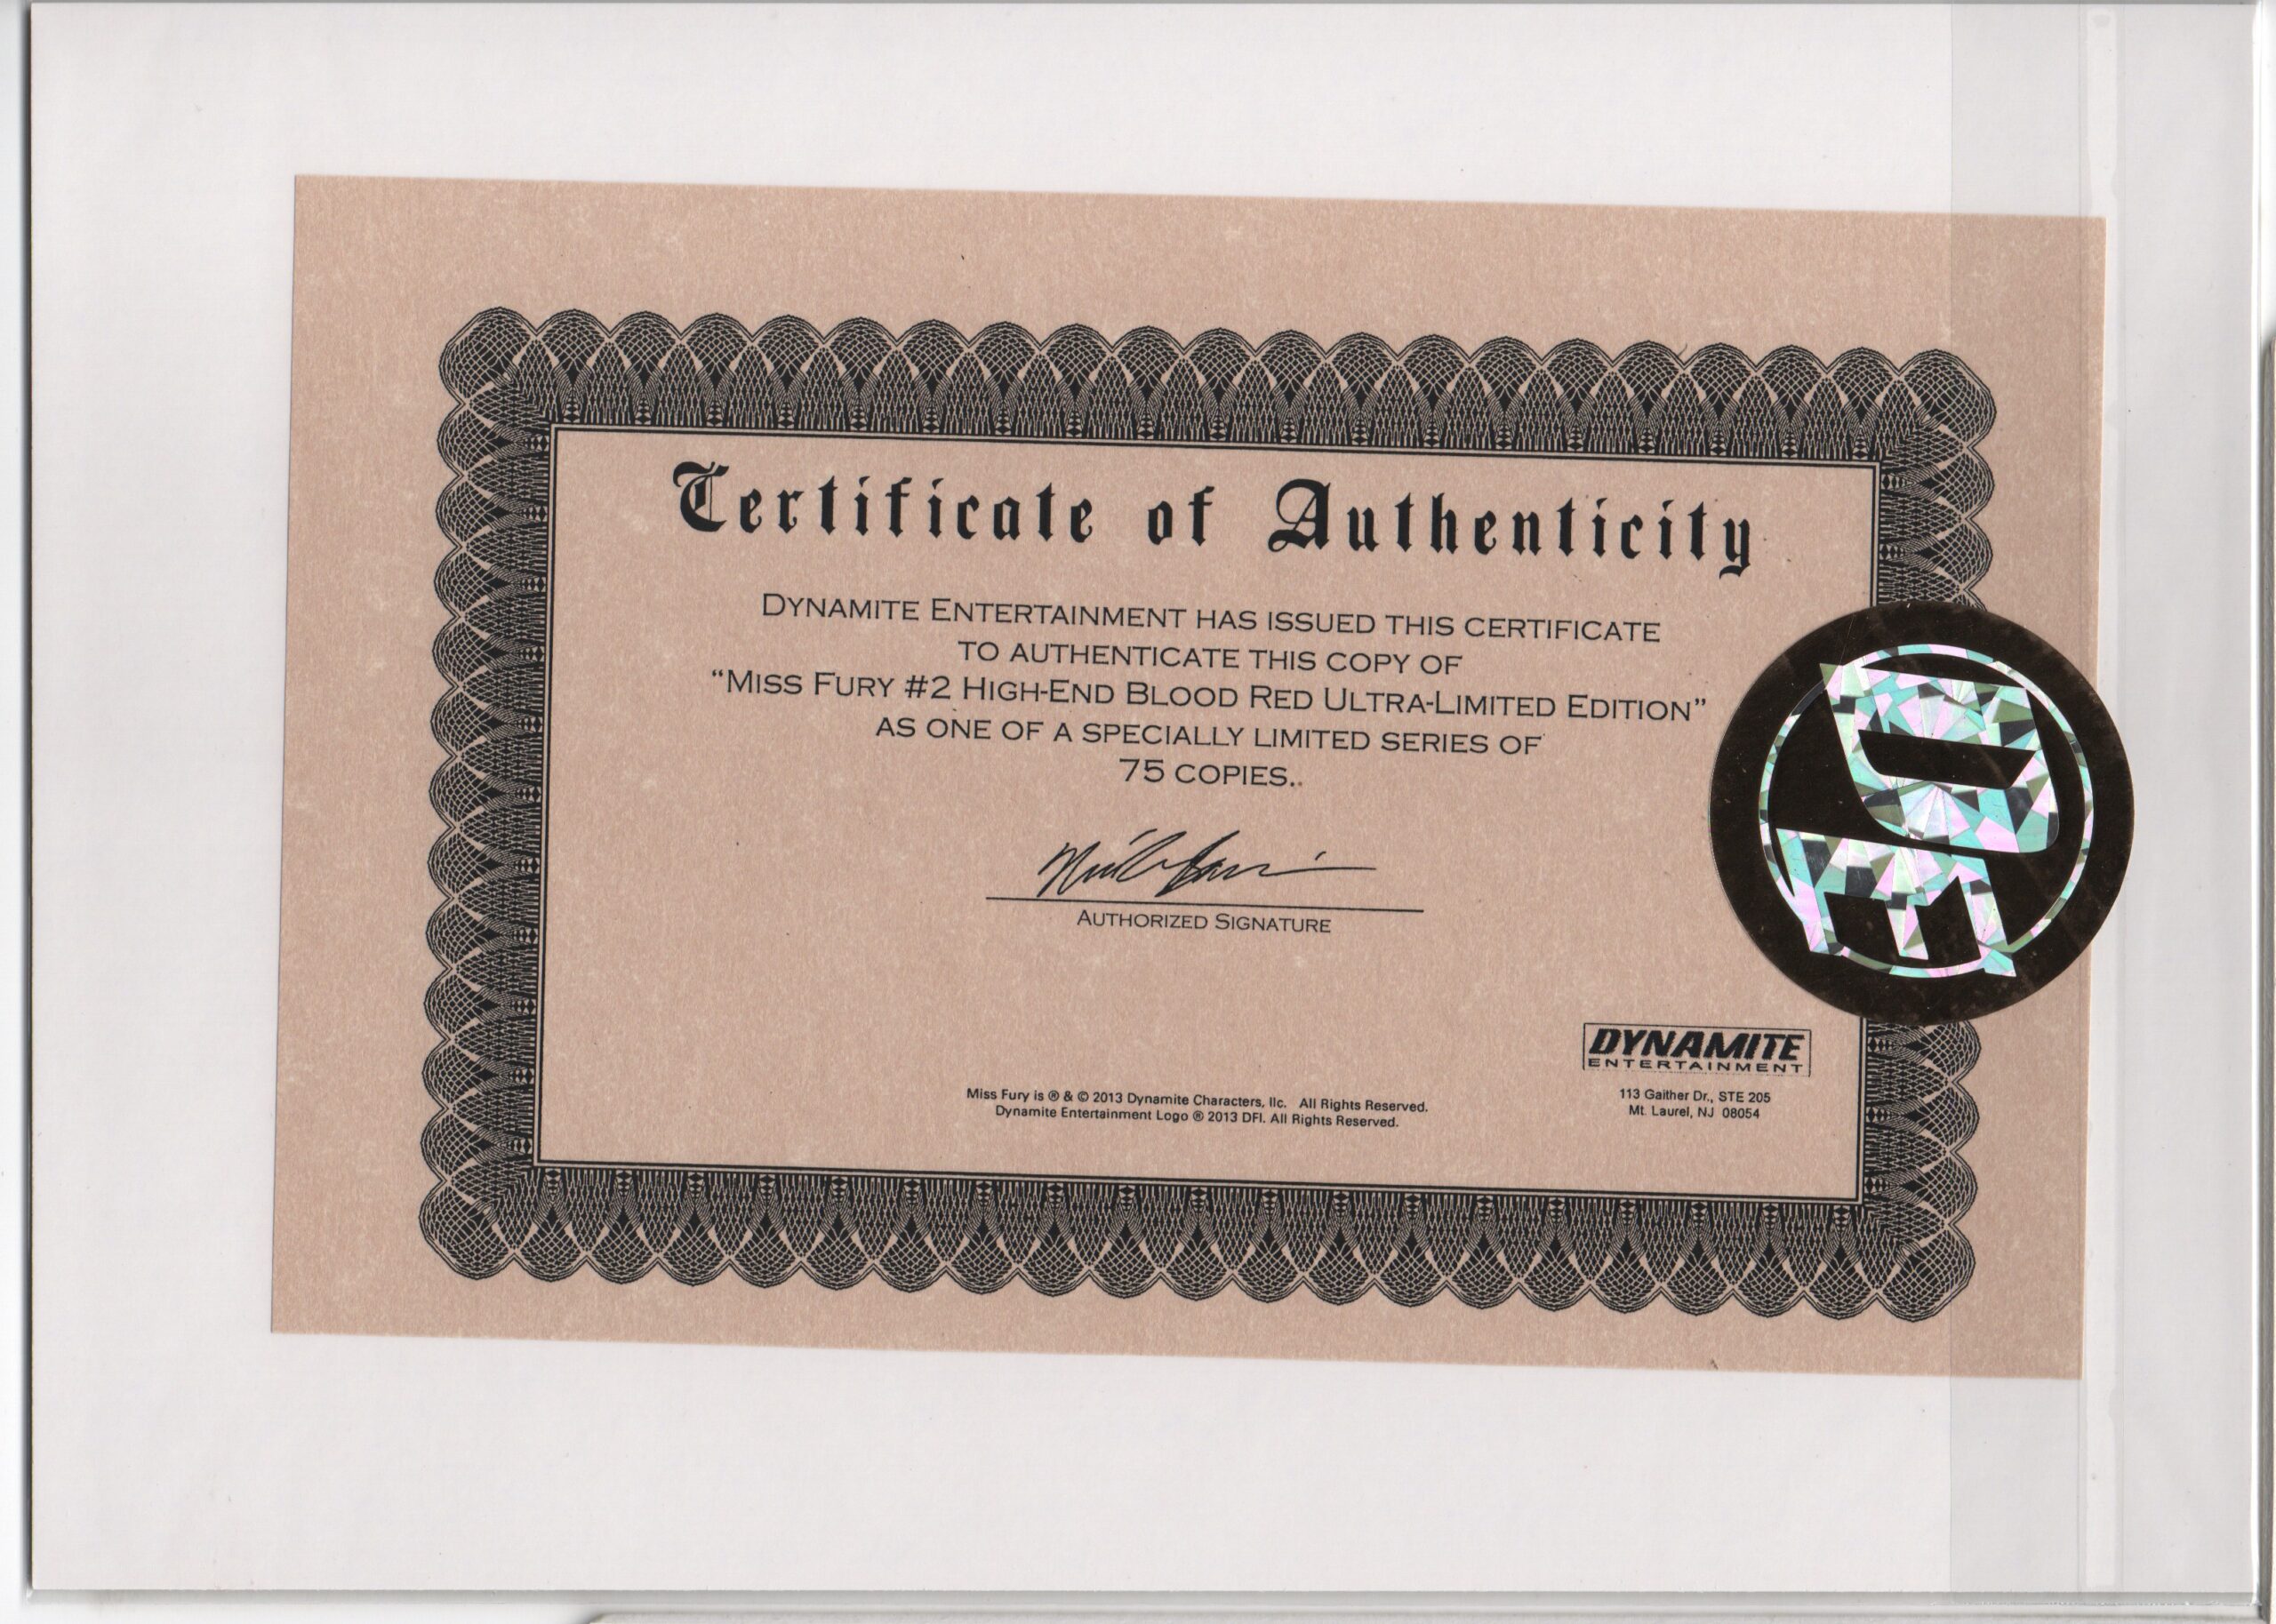 Certificate of Authenticity
DYNAMITE ENTERTAINMENT HAS ISSUED THIS CERTIFICATE
TO AUTHENTICATE THIS COPY OF
“MISS FURY #2 HIGH-END BLOOD RED ULTRA-LIMITED EDITION”
AS ONE OF A SPECIALLY LIMITED SERIES OF
75 COPIES.
AUTHORIZED SIGNATURE
DYNAMITE
ENTERTAINMENT
Miss Fury is ® & © 2013 Dynamite Characters, llc. All Rights Reserved.
Dynamite Entertainment Logo ® 2013 DFI. All Rights Reserved.
113 Gaither Dr., STE 205
Mt. Laurel, NJ 08054